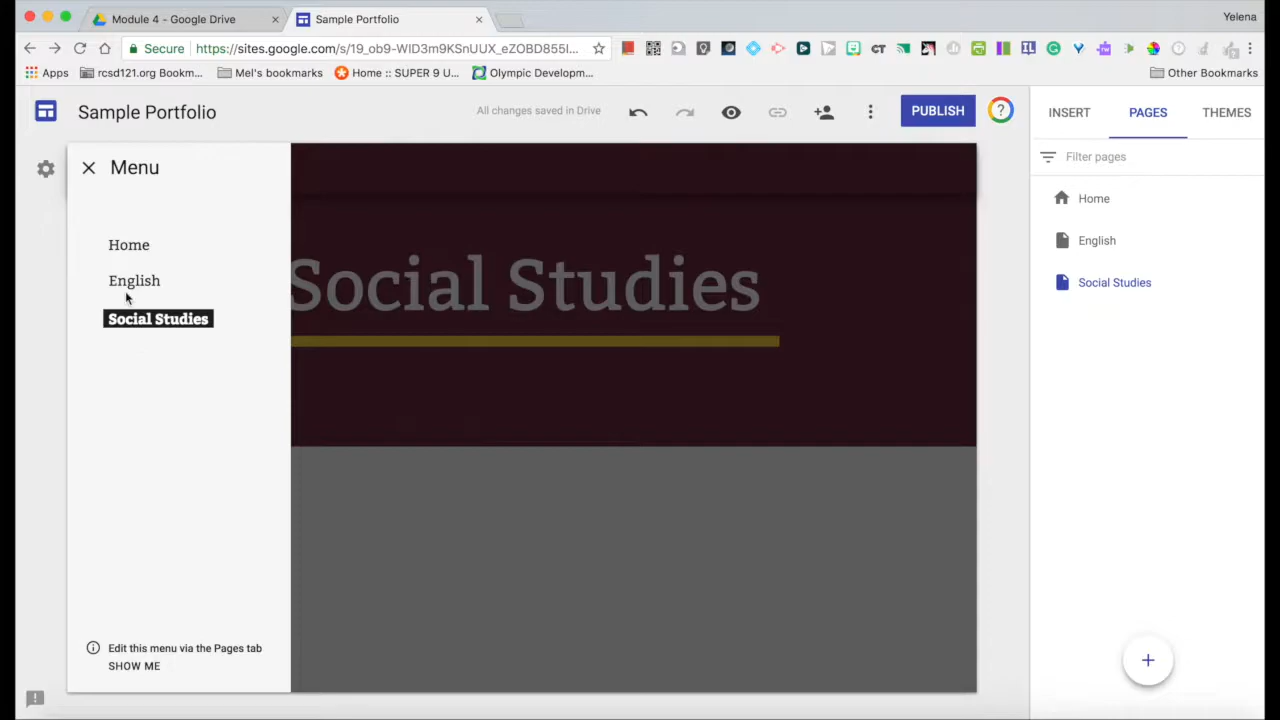 Module 4 - Google Drive
Sample Portfolio
Yelena
Secure
https://sites.google.com/s/19_ob9-WID3m9KSnUUX_eZOBD855l...
Apps
rcsd121.org Bookm...
Mel's bookmarks
Home :: SUPER 9 U...
Olympic Developm...
Other Bookmarks
Sample Portfolio
All changes saved in Drive
PUBLISH
?
INSERT
PAGES
THEMES
Menu
Filter pages
Home
English
Social Studies
Home
English
Social Studies
Social Studies
Edit this menu via the Pages tab
SHOW ME